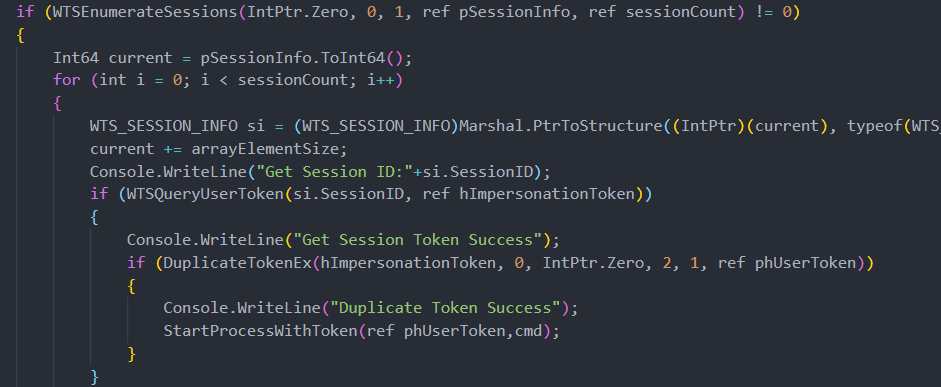 if (WTSEnumerateSessions(IntPtr.Zero, 0, 1, ref pSessionInfo, ref sessionCount) != 0)
{
Int64 current = pSessionInfo.ToInt64();
for (int i = 0; i < sessionCount; i++)
{
WTS_SESSION_INFO si = (WTS_SESSION_INFO)Marshal.PtrToStructure((IntPtr)(current), typeof(WTS_
current += arrayElementSize;
Console.WriteLine("Get Session ID:"+si.SessionID);
if (WTSQueryUserToken(si.SessionID, ref hImpersonationToken))
{
Console.WriteLine("Get Session Token Success");
if (DuplicateTokenEx(hImpersonationToken, 0, IntPtr.Zero, 2, 1, ref phUserToken))
{
Console.WriteLine("Duplicate Token Success");
StartProcessWithToken(ref phUserToken,cmd);
}
}